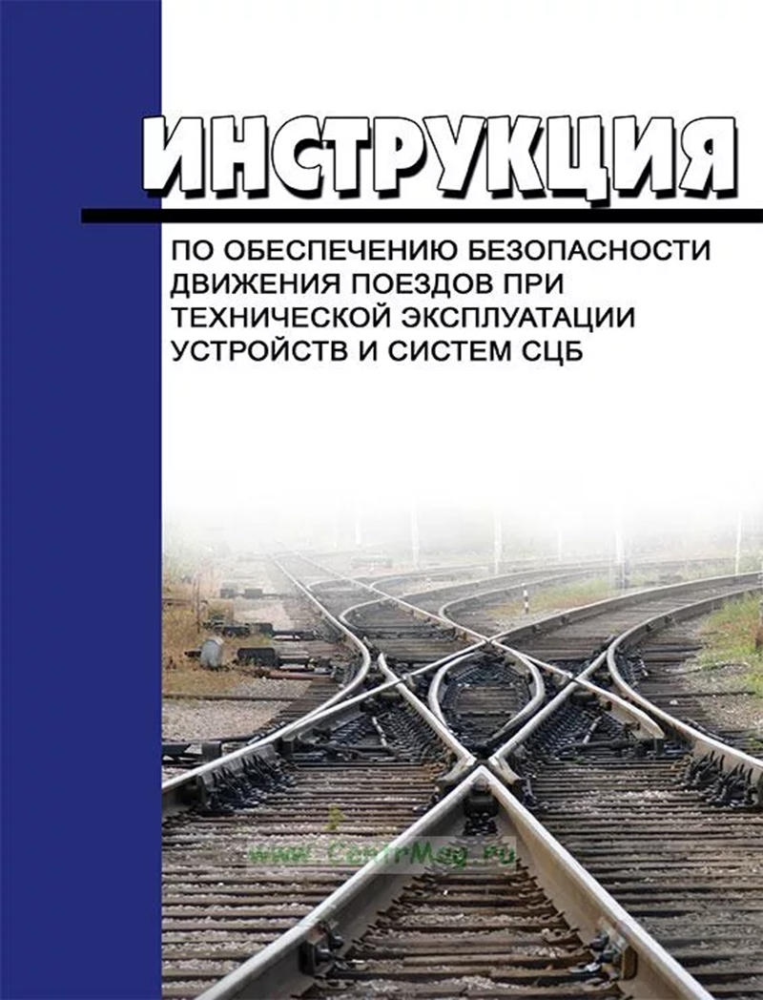 ИНСТРУКЦИЯ
ПО ОБЕСПЕЧЕНИЮ БЕЗОПАСНОСТИ
ДВИЖЕНИЯ ПОЕЗДОВ ПРИ
ТЕХНИЧЕСКОЙ ЭКСПЛУАТАЦИИ
УСТРОЙСТВ И СИСТЕМ СЦБ
www.CentrMag.ru